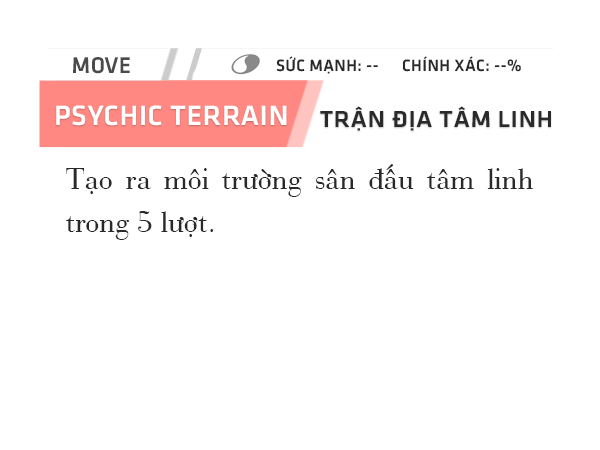 MOVE SỨC MẠNH: -- CHÍNH XÁC: --%
PSYCHIC TERRAIN TRẬN ĐỊA TÂM LINH
Tạo ra môi trường sân đấu tâm linh
trong 5 lượt.